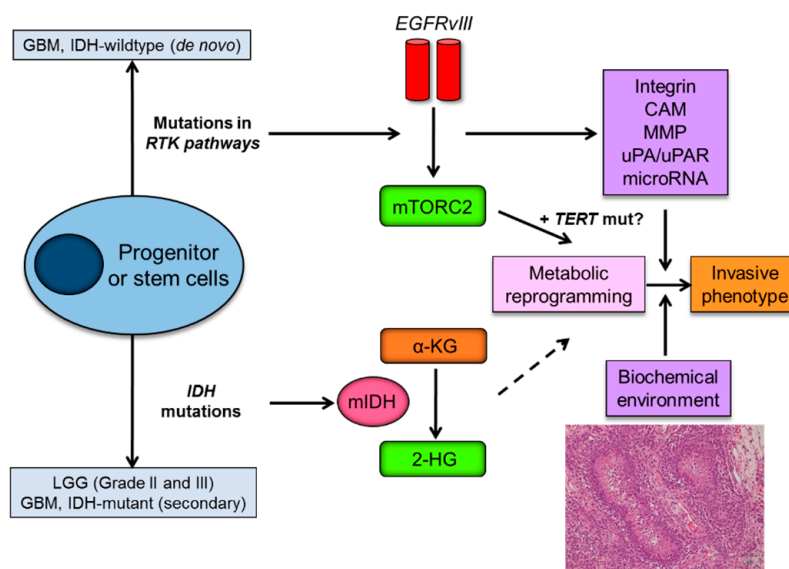 GBM, IDH-wildtype (de novo)
EGFRvIII
Mutations in
RTK pathways
Integrin
CAM
MMP
uPA/uPAR
microRNA
mTORC2
+ TERT mut?
Progenitor
or stem cells
Metabolic
reprogramming
Invasive
phenotype
α-KG
IDH
mutations
mIDH
Biochemical
environment
2-HG
LGG (Grade II and III)
GBM, IDH-mutant (secondary)